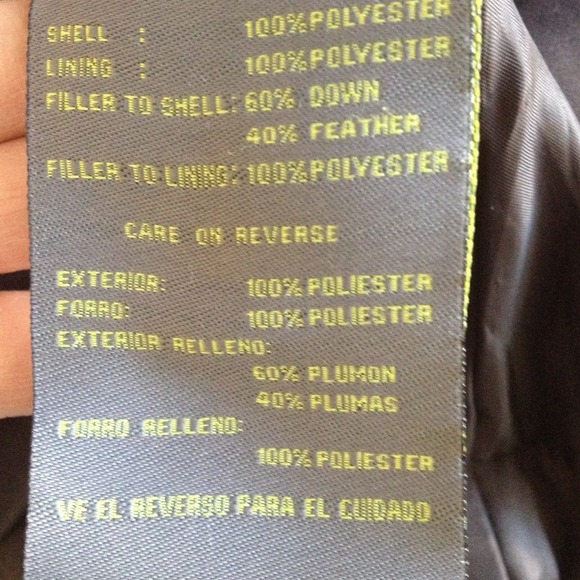 SHELL : 100% POLYESTER
LINING : 100% POLYESTER
FILLER TO SHELL: 60% DOWN
40% FEATHER
FILLER TO LINING: 100% POLYESTER
CARE ON REVERSE
EXTERIOR: 100% POLIESTER
FORRO: 100% POLIESTER
EXTERIOR RELLENO:
60% PLUMON
40% PLUMAS
FORRO RELLENO:
100% POLIESTER
VE EL REVERSO PARA EL CUIDADO